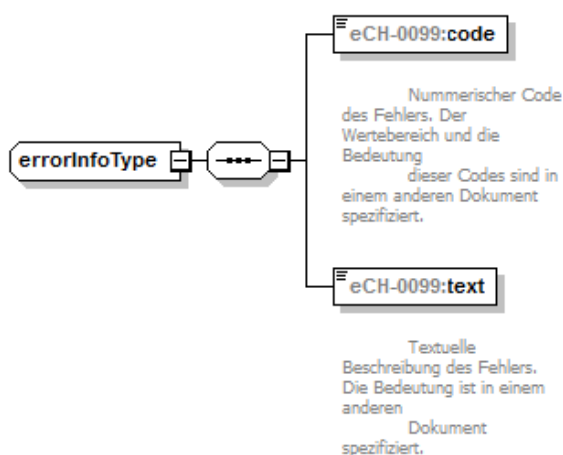 eCH-0099:code
Nummerischer Code
des Fehlers. Der
Wertebereich und die
Bedeutung
dieser Codes sind in
einem anderen Dokument
spezifiziert.
errorInfoType
eCH-0099:text
Textuelle
Beschreibung des Fehlers.
Die Bedeutung ist in einem
anderen
Dokument
spezifiziert.